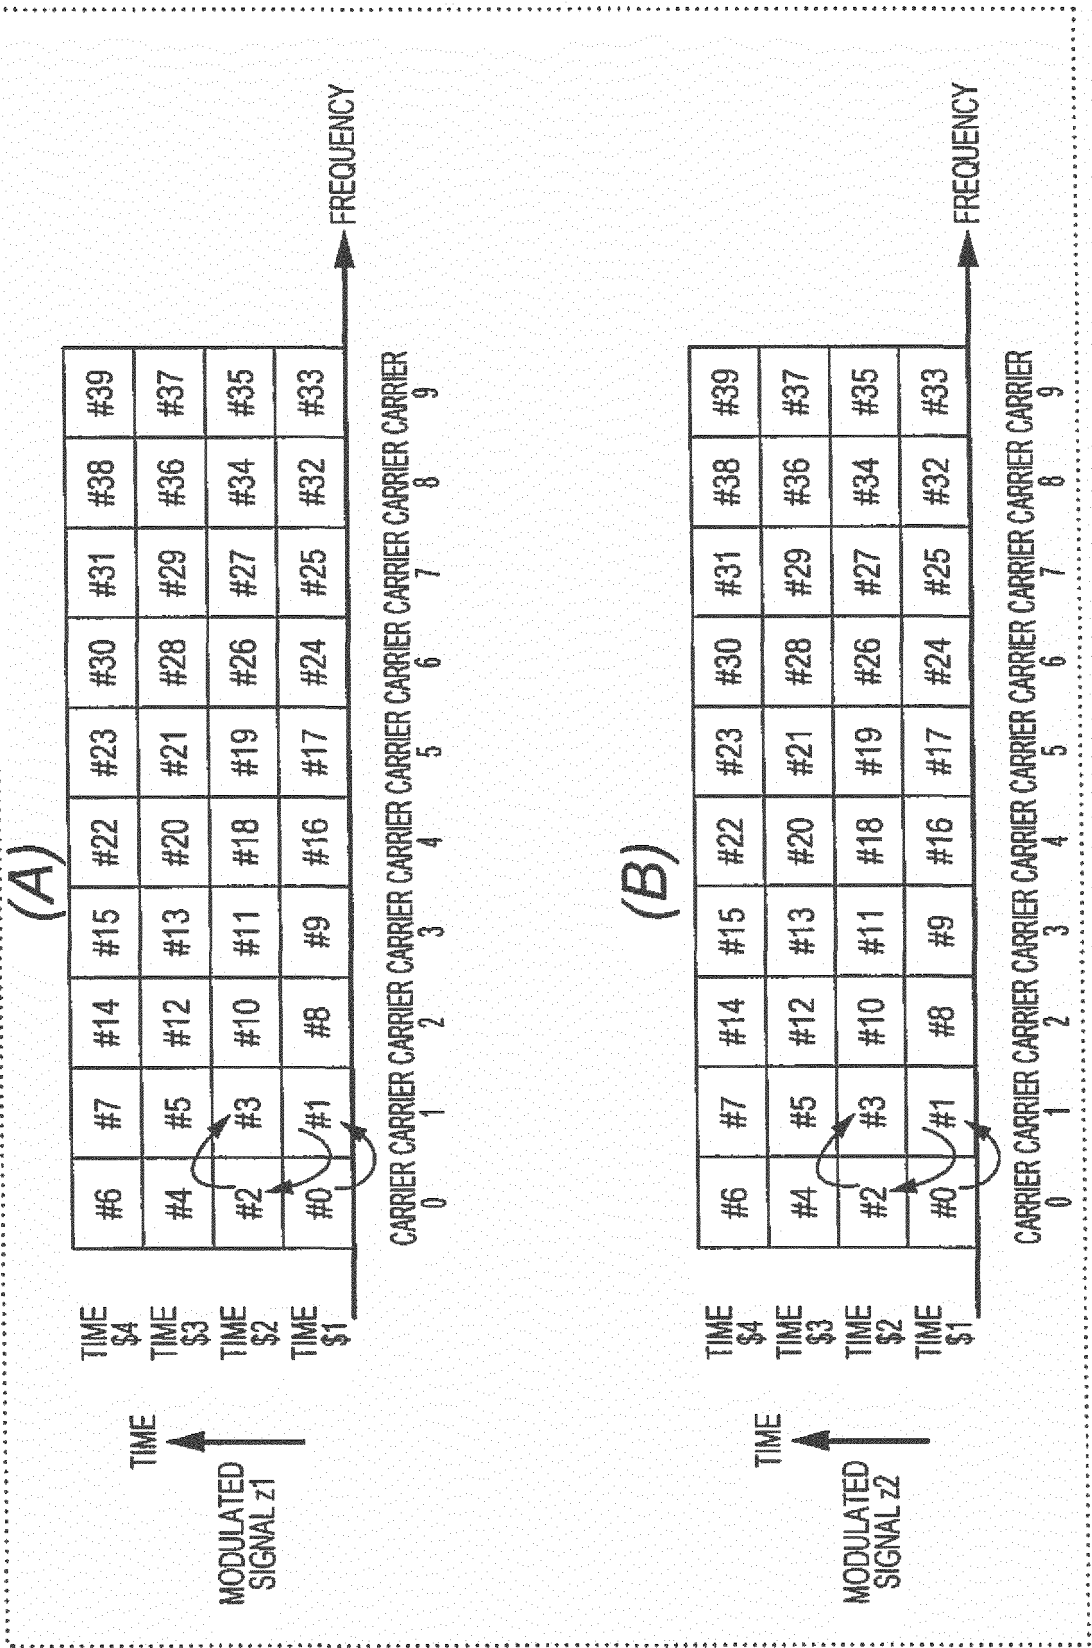 (A)
TIME
MODULATED
SIGNAL z1
TIME
$4
#6 #7 #14 #15 #22 #23 #30 #31 #38 #39
TIME
$3
#4 #5 #12 #13 #20 #21 #28 #29 #36 #37
TIME
$2
#2 #3 #10 #11 #18 #19 #26 #27 #34 #35
TIME
$1
#0 #1 #8 #9 #16 #17 #24 #25 #32 #33
FREQUENCY
CARRIER CARRIER CARRIER CARRIER CARRIER CARRIER CARRIER CARRIER CARRIER CARRIER
0 1 2 3 4 5 6 7 8 9
(B)
TIME
MODULATED
SIGNAL z2
TIME
$4
#6 #7 #14 #15 #22 #23 #30 #31 #38 #39
TIME
$3
#4 #5 #12 #13 #20 #21 #28 #29 #36 #37
TIME
$2
#2 #3 #10 #11 #18 #19 #26 #27 #34 #35
TIME
$1
#0 #1 #8 #9 #16 #17 #24 #25 #32 #33
FREQUENCY
CARRIER CARRIER CARRIER CARRIER CARRIER CARRIER CARRIER CARRIER CARRIER CARRIER
0 1 2 3 4 5 6 7 8 9